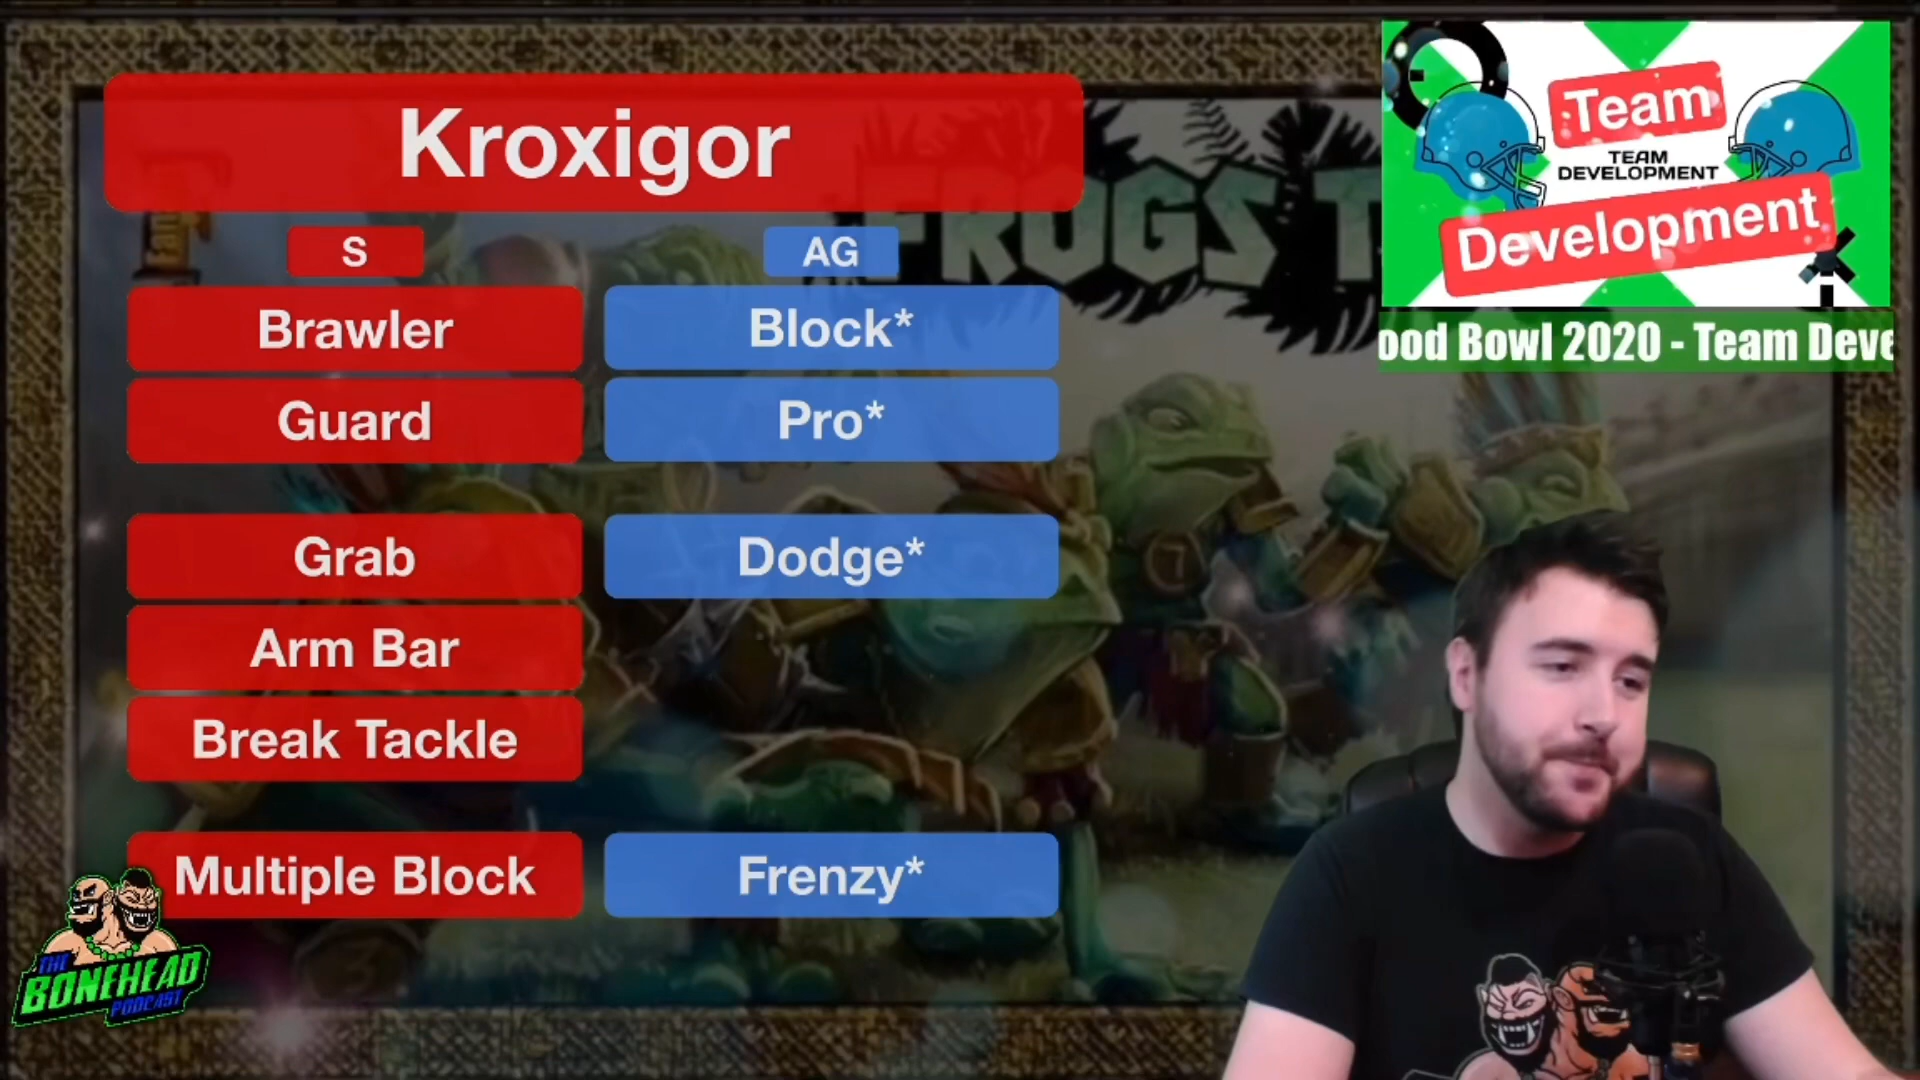 Kroxigor
S
AG
Brawler
Block*
Guard
Pro*
Grab
Dodge*
Arm Bar
Break Tackle
Multiple Block
Frenzy*
FROGS
Team
TEAM
DEVELOPMENT
Development
ood Bowl 2020 - Team Deve
THE
BONEHEAD
PODCAST